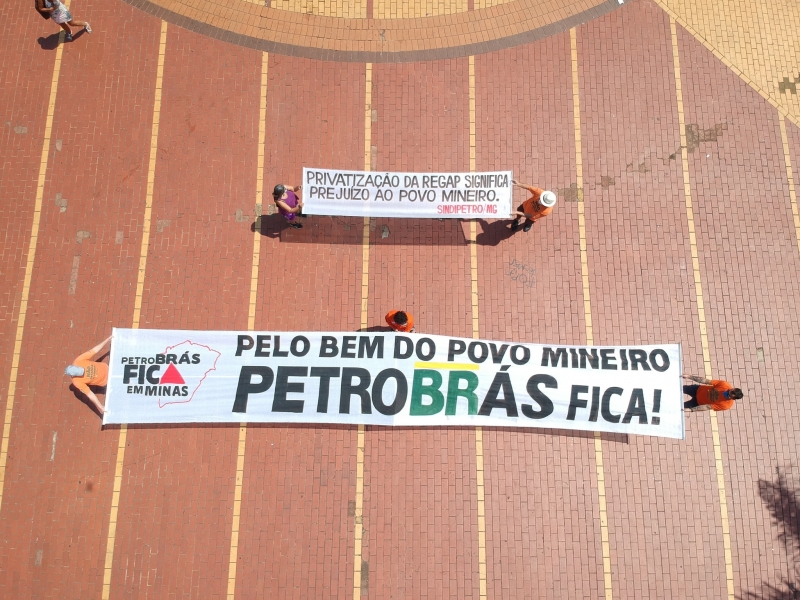 PRIVATIZAÇÃO DA REGAP SIGNIFICA
PREJUÍZO AO POVO MINEIRO.
SINDIPETRO/MG
PETROBRÁS
FICA
EM MINAS
PELO BEM DO POVO MINEIRO
PETROBRÁS FICA!